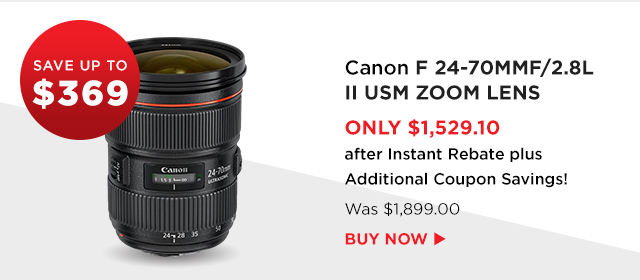 SAVE UP TO
$369
Canon F 24-70MMF/2.8L
II USM ZOOM LENS
ONLY $1,529.10
after Instant Rebate plus
Additional Coupon Savings!
Was $1,899.00
BUY NOW ▶
Canon
24-70mm
ULTRASONIC
24 28 35 50